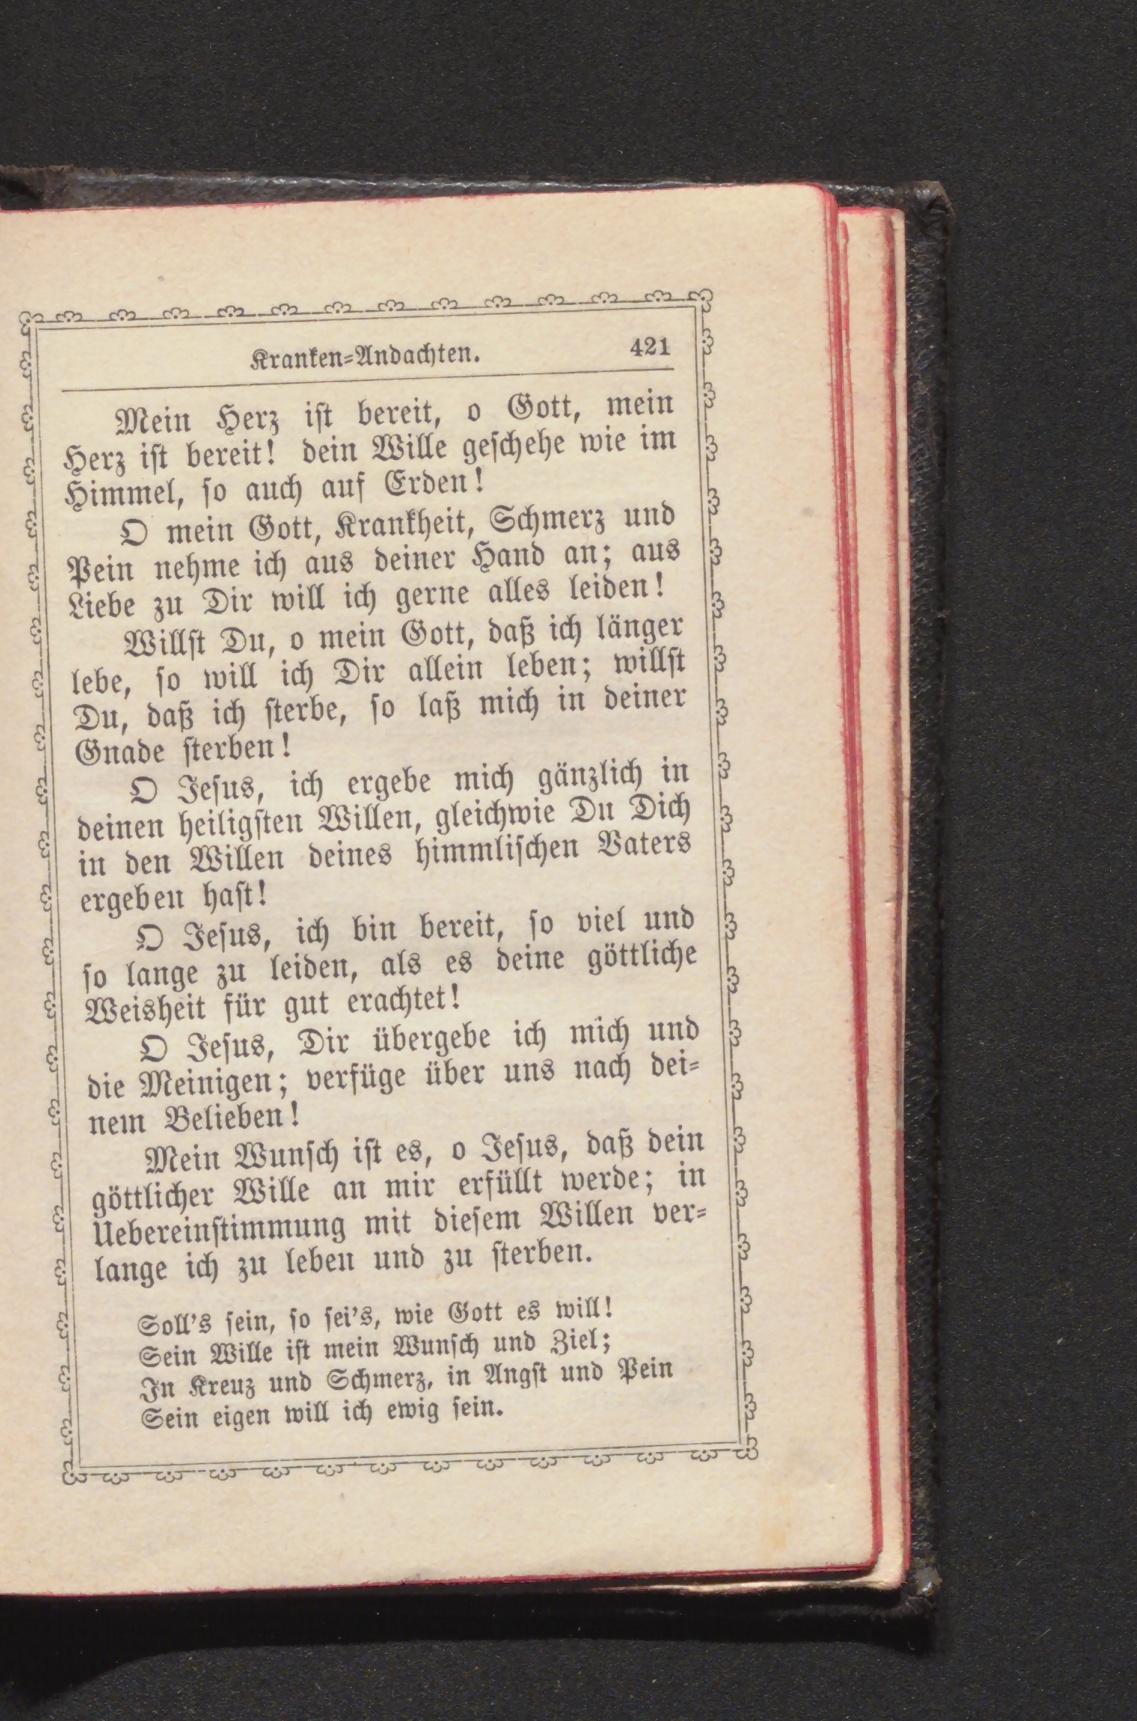 Kranken-Andachten. 421
Mein Herz ist bereit, o Gott, mein
Herz ist bereit! dein Wille geschehe wie im
Himmel, so auch auf Erden!
O mein Gott, Krankheit, Schmerz und
Pein nehme ich aus deiner Hand an; aus
Liebe zu Dir will ich gerne alles leiden!
Willst Du, o mein Gott, daß ich länger
lebe, so will ich Dir allein leben; willst
Du, daß ich sterbe, so laß mich in deiner
Gnade sterben!
O Jesus, ich ergebe mich gänzlich in
deinen heiligsten Willen, gleichwie Du Dich
in den Willen deines himmlischen Vaters
ergeben hast!
O Jesus, ich bin bereit, so viel und
so lange zu leiden, als es deine göttliche
Weisheit für gut erachtet!
O Jesus, Dir übergebe ich mich und
die Meinigen; verfüge über uns nach dei-
nem Belieben!
Mein Wunsch ist es, o Jesus, daß dein
göttlicher Wille an mir erfüllt werde; in
Uebereinstimmung mit diesem Willen ver-
lange ich zu leben und zu sterben.
Soll's sein, so sei's, wie Gott es will!
Sein Wille ist mein Wunsch und Ziel;
In Kreuz und Schmerz, in Angst und Pein
Sein eigen will ich ewig sein.